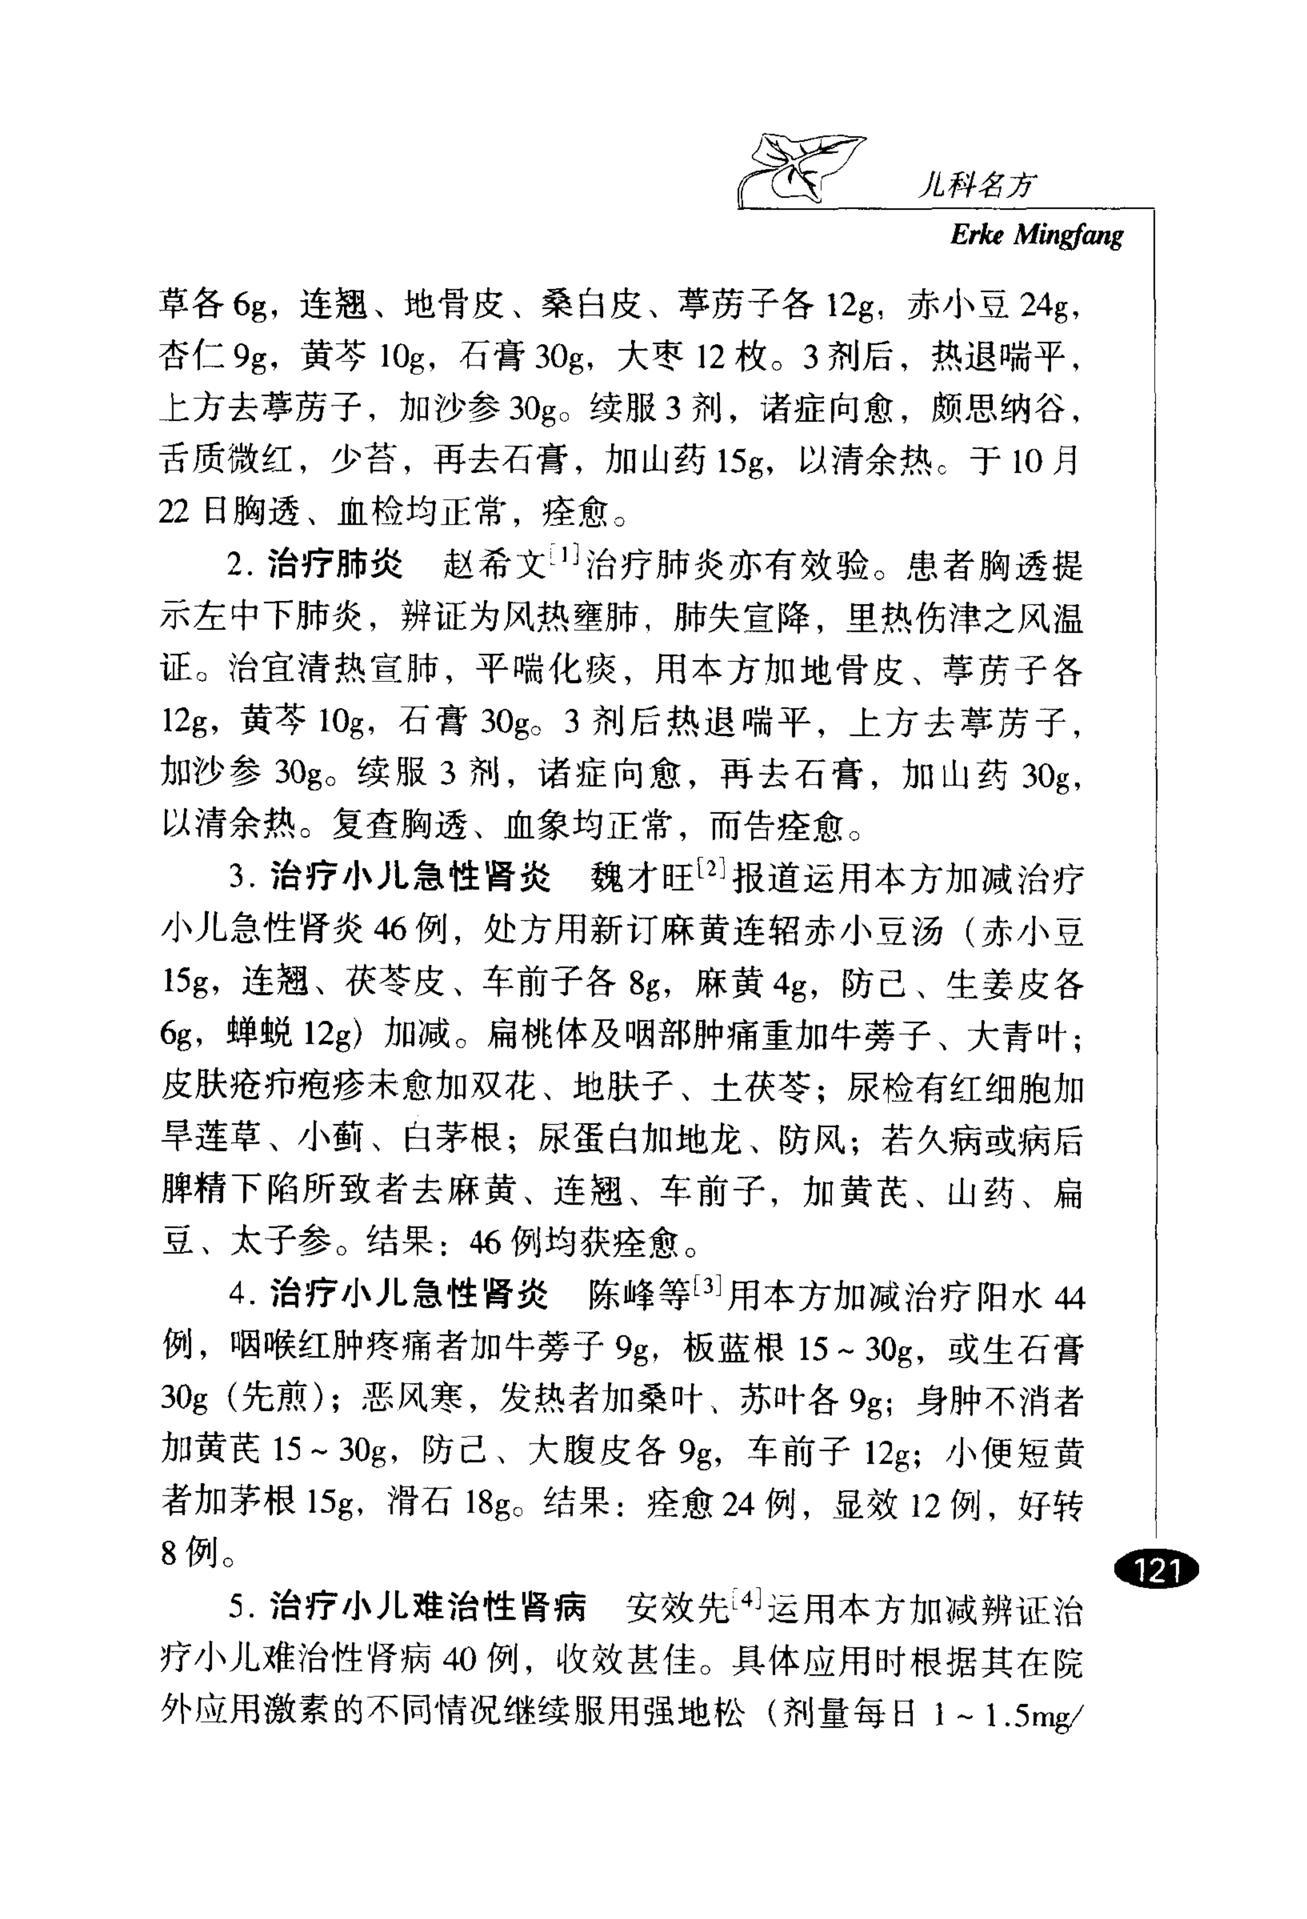 儿科名方
Erke Mingfang
草各 6g，连翘、地骨皮、桑白皮、葶苈子各 12g，赤小豆 24g，
杏仁 9g，黄芩 10g，石膏 30g，大枣 12 枚。3 剂后，热退喘平，
上方去葶苈子，加沙参 30g。续服 3 剂，诸症向愈，颇思纳谷，
舌质微红，少苔，再去石膏，加山药 15g，以清余热。于 10 月
22 日胸透、血检均正常，痊愈。
2. 治疗肺炎　赵希文[1]治疗肺炎亦有效验。患者胸透提
示左中下肺炎，辨证为风热壅肺，肺失宣降，里热伤津之风温
证。治宜清热宣肺，平喘化痰，用本方加地骨皮、葶苈子各
12g，黄芩 10g，石膏 30g。3 剂后热退喘平，上方去葶苈子，
加沙参 30g。续服 3 剂，诸症向愈，再去石膏，加山药 30g，
以清余热。复查胸透、血象均正常，而告痊愈。
3. 治疗小儿急性肾炎　魏才旺[2]报道运用本方加减治疗
小儿急性肾炎 46 例，处方用新订麻黄连轺赤小豆汤（赤小豆
15g，连翘、茯苓皮、车前子各 8g，麻黄 4g，防己、生姜皮各
6g，蝉蜕 12g）加减。扁桃体及咽部肿痛重加牛蒡子、大青叶；
皮肤疮疖疱疹未愈加双花、地肤子、土茯苓；尿检有红细胞加
旱莲草、小蓟、白茅根；尿蛋白加地龙、防风；若久病或病后
脾精下陷所致者去麻黄、连翘、车前子，加黄芪、山药、扁
豆、太子参。结果：46 例均获痊愈。
4. 治疗小儿急性肾炎　陈峰等[3]用本方加减治疗阳水 44
例，咽喉红肿疼痛者加牛蒡子 9g，板蓝根 15～30g，或生石膏
30g（先煎）；恶风寒，发热者加桑叶、苏叶各 9g；身肿不消者
加黄芪 15～30g，防己、大腹皮各 9g，车前子 12g；小便短黄
者加茅根 15g，滑石 18g。结果：痊愈 24 例，显效 12 例，好转
8 例。
5. 治疗小儿难治性肾病　安效先[4]运用本方加减辨证治
疗小儿难治性肾病 40 例，收效甚佳。具体应用时根据其在院
外应用激素的不同情况继续服用强地松（剂量每日 1～1.5mg/
121